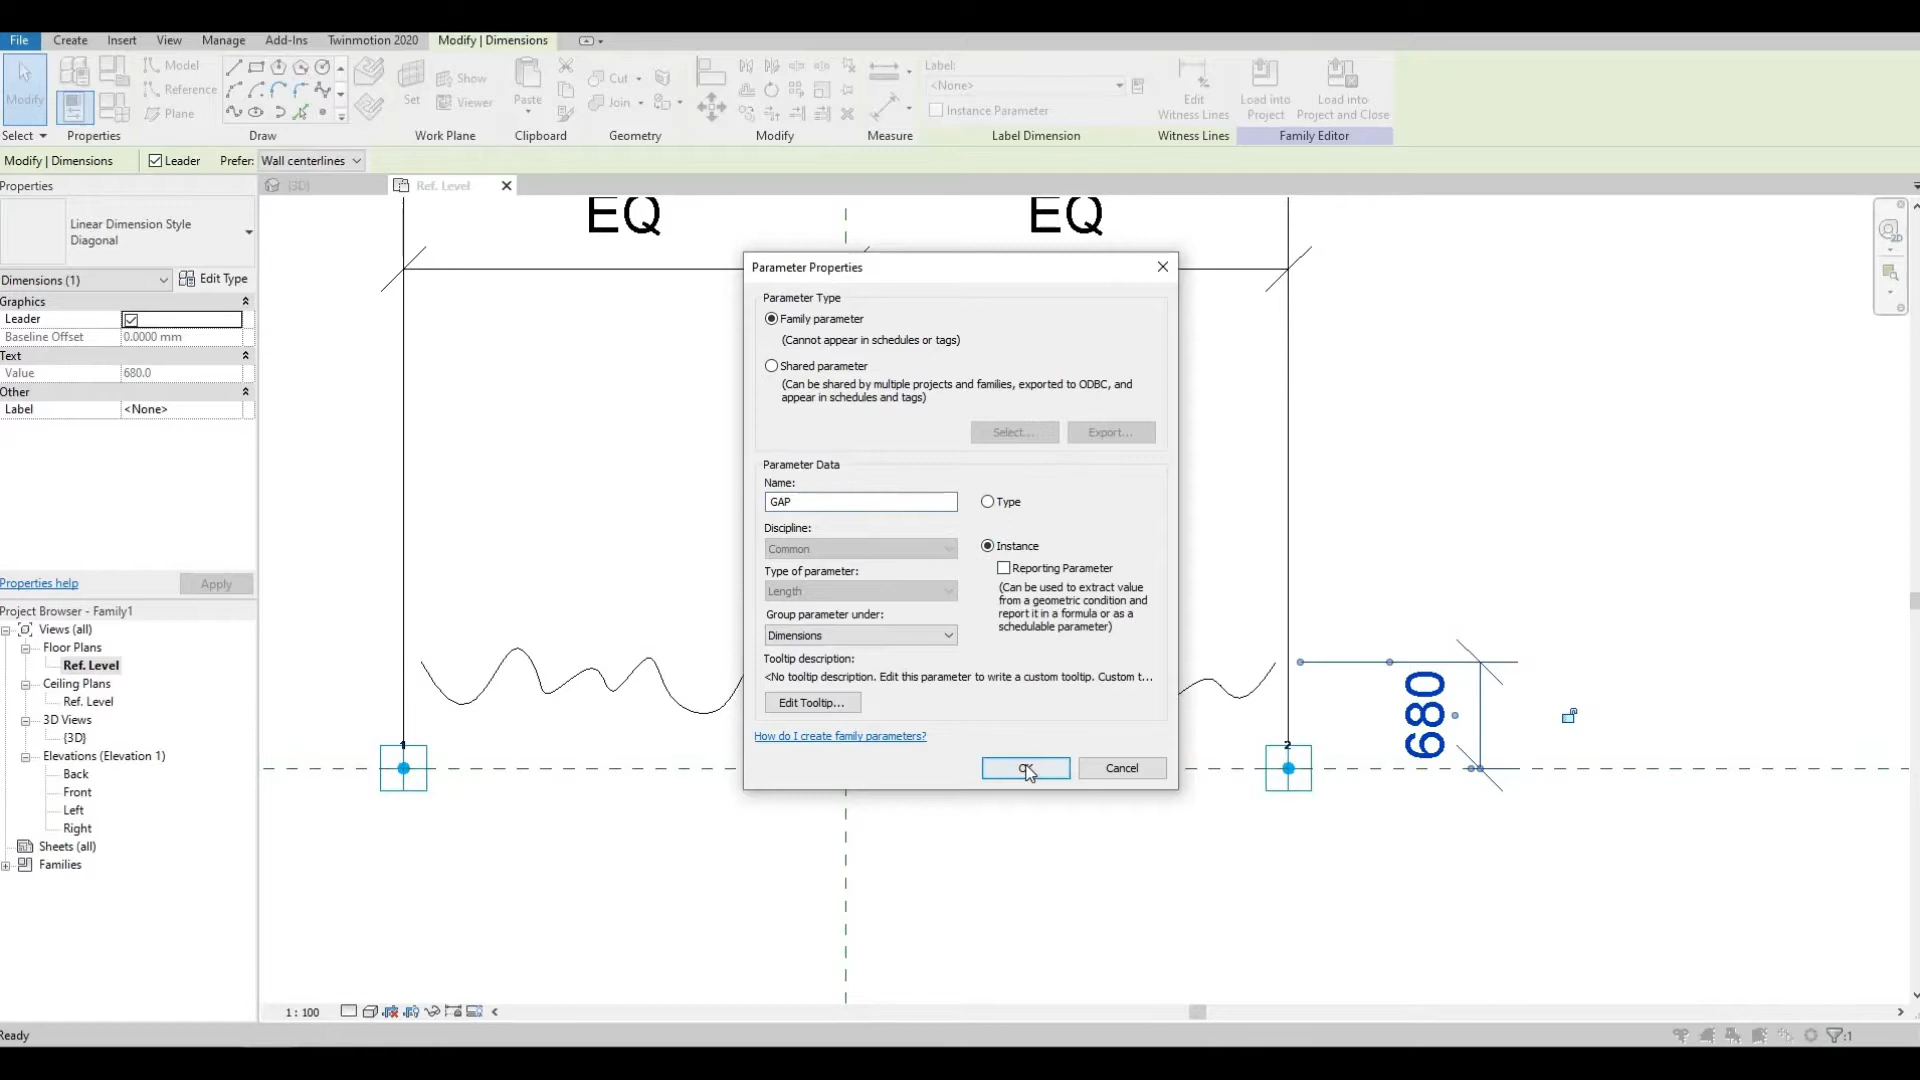 File Create Insert View Manage Add-Ins Twinmotion 2020 Modify | Dimensions
Modify
Model
Reference
Plane
Set
Show
Viewer
Paste
Cut
Join
Label:
<None>
Instance Parameter
Edit
Witness Lines
Load into
Project
Load into
Project and Close
Select Properties Draw Work Plane Clipboard Geometry Modify Measure Label Dimension Witness Lines Family Editor
Modify | Dimensions Leader Prefer: Wall centerlines
Properties
{3D} Ref. Level
Linear Dimension Style
Diagonal
Dimensions (1) Edit Type
Graphics
Leader
Baseline Offset 0.0000 mm
Text
Value 680.0
Other
Label <None>
Properties help Apply
Project Browser - Family1
Views (all)
Floor Plans
Ref. Level
Ceiling Plans
Ref. Level
3D Views
{3D}
Elevations (Elevation 1)
Back
Front
Left
Right
Sheets (all)
Families
EQ EQ
Parameter Properties
Parameter Type
Family parameter
(Cannot appear in schedules or tags)
Shared parameter
(Can be shared by multiple projects and families, exported to ODBC, and
appear in schedules and tags)
Select... Export...
Parameter Data
Name:
GAP
Type
Discipline:
Common
Instance
Type of parameter:
Length
Reporting Parameter
(Can be used to extract value
from a geometric condition and
report it in a formula or as a
schedulable parameter)
Group parameter under:
Dimensions
Tooltip description:
<No tooltip description. Edit this parameter to write a custom tooltip. Custom t...
Edit Tooltip...
How do I create family parameters?
OK Cancel
1
2
680
1 : 100
Ready
:1